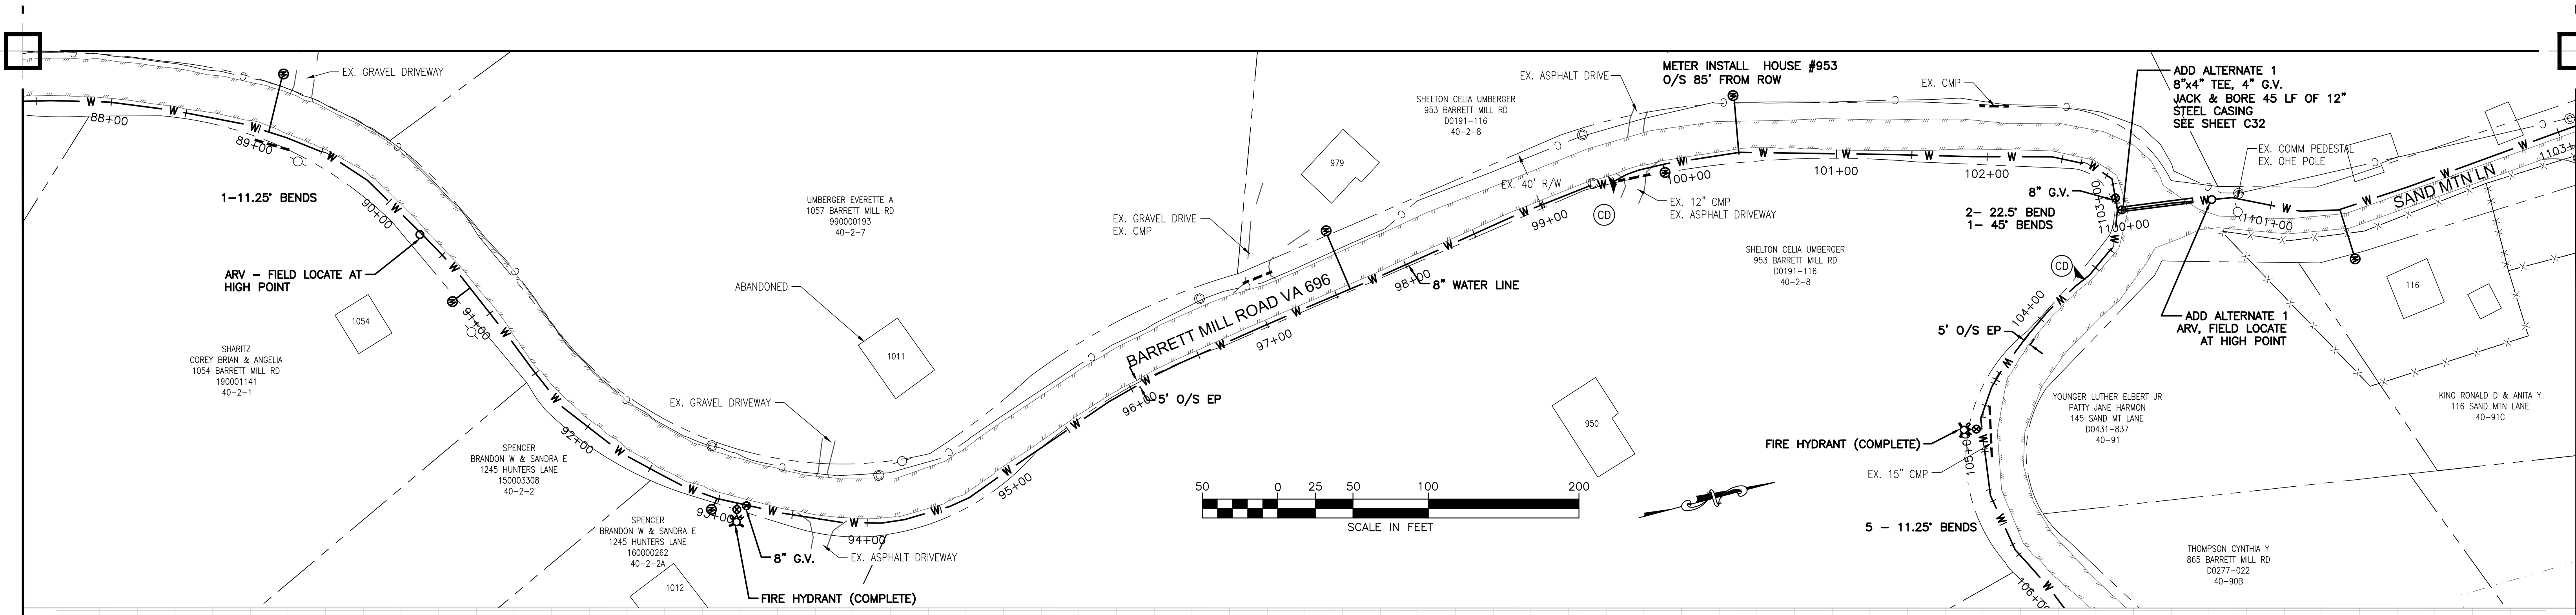 EX. GRAVEL DRIVEWAY
88+00
89+00
1-11.25° BENDS
90+00
ARV - FIELD LOCATE AT
HIGH POINT
91+00
1054
SHARITZ
COREY BRIAN & ANGELIA
1054 BARRETT MILL RD
190001141
40-2-1
92+00
SPENCER
BRANDON W & SANDRA E
1245 HUNTERS LANE
150003308
40-2-2
93+00
SPENCER
BRANDON W & SANDRA E
1245 HUNTERS LANE
160000262
40-2-2A
1012
8" G.V.
FIRE HYDRANT (COMPLETE)
EX. ASPHALT DRIVEWAY
94+00
95+00
EX. GRAVEL DRIVEWAY
ABANDONED
1011
UMBERGER EVERETTE A
1057 BARRETT MILL RD
990000193
40-2-7
EX. GRAVEL DRIVE
EX. CMP
BARRETT MILL ROAD VA 696
96+00
5' O/S EP
97+00
98+00
8" WATER LINE
99+00
979
EX. 40' R/W
SHELTON CELIA UMBERGER
953 BARRETT MILL RD
D0191-116
40-2-8
EX. ASPHALT DRIVE
METER INSTALL HOUSE #953
O/S 85' FROM ROW
CD
EX. 12" CMP
EX. ASPHALT DRIVEWAY
100+00
101+00
102+00
EX. CMP
SHELTON CELIA UMBERGER
953 BARRETT MILL RD
D0191-116
40-2-8
950
50 0 25 50 100 200
SCALE IN FEET
ADD ALTERNATE 1
8"x4" TEE, 4" G.V.
JACK & BORE 45 LF OF 12"
STEEL CASING
SEE SHEET C32
8" G.V.
2- 22.5° BEND
1- 45° BENDS
103+00
1100+00
1101+00
EX. COMM PEDESTAL
EX. OHE POLE
SAND MTN LN
1103+
CD
104+00
5' O/S EP
ADD ALTERNATE 1
ARV, FIELD LOCATE
AT HIGH POINT
116
FIRE HYDRANT (COMPLETE)
105+00
EX. 15" CMP
5 - 11.25° BENDS
106+00
YOUNGER LUTHER ELBERT JR
PATTY JANE HARMON
145 SAND MT LANE
D0431-837
40-91
KING RONALD D & ANITA Y
116 SAND MTN LANE
40-91C
THOMPSON CYNTHIA Y
865 BARRETT MILL RD
D0277-022
40-90B